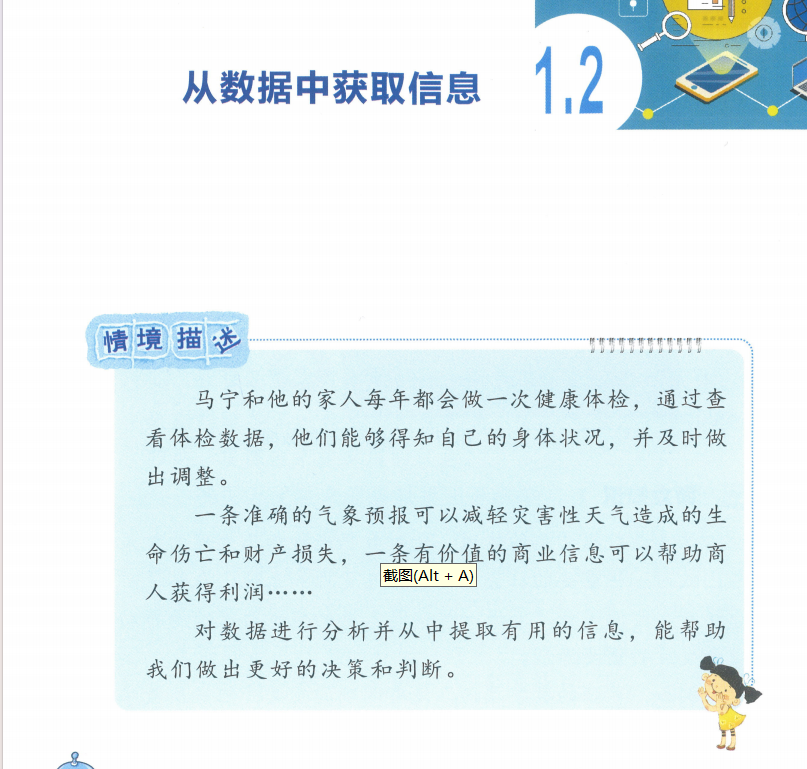 从数据中获取信息
1.2
情境描述
马宁和他的家人每年都会做一次健康体检，通过查
看体检数据，他们能够得知自己的身体状况，并及时做
出调整。
一条准确的气象预报可以减轻灾害性天气造成的生
命伤亡和财产损失，一条有价值的商业信息可以帮助商
截图(Alt + A)
人获得利润……
对数据进行分析并从中提取有用的信息，能帮助
我们做出更好的决策和判断。